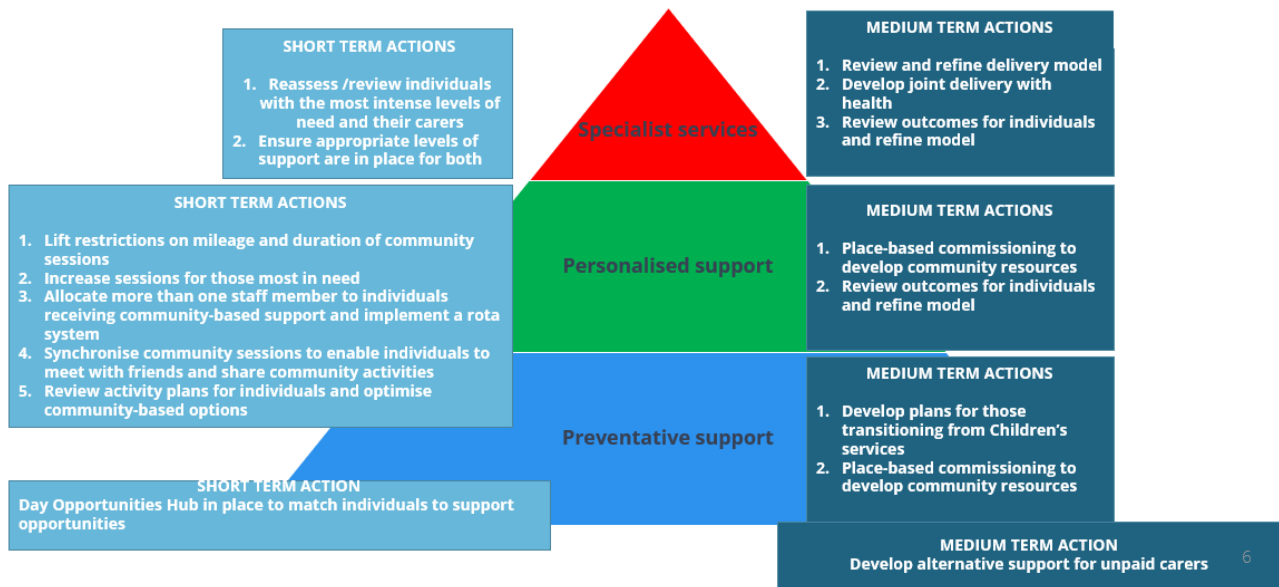 SHORT TERM ACTIONS
1. Reassess /review individuals
with the most intense levels of
need and their carers
2. Ensure appropriate levels of
support are in place for both
Specialist services
MEDIUM TERM ACTIONS
1. Review and refine delivery model
2. Develop joint delivery with
health
3. Review outcomes for individuals
and refine model
SHORT TERM ACTIONS
1. Lift restrictions on mileage and duration of community
sessions
2. Increase sessions for those most in need
3. Allocate more than one staff member to individuals
receiving community-based support and implement a rota
system
4. Synchronise community sessions to enable individuals to
meet with friends and share community activities
5. Review activity plans for individuals and optimise
community-based options
Personalised support
MEDIUM TERM ACTIONS
1. Place-based commissioning to
develop community resources
2. Review outcomes for individuals
and refine model
Preventative support
MEDIUM TERM ACTIONS
1. Develop plans for those
transitioning from Children’s
services
2. Place-based commissioning to
develop community resources
SHORT TERM ACTION
Day Opportunities Hub in place to match individuals to support
opportunities
MEDIUM TERM ACTION
Develop alternative support for unpaid carers
6